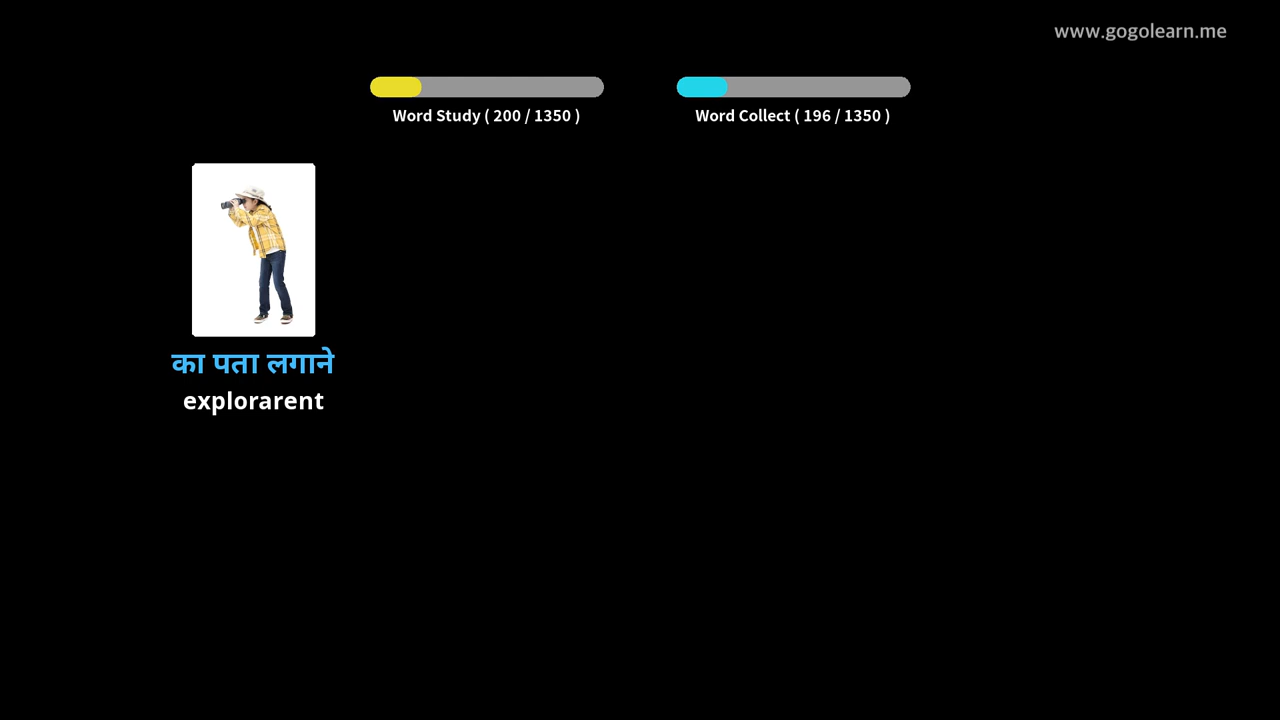 www.gogolearn.me
Word Study ( 200 / 1350 )
Word Collect ( 196 / 1350 )
का पता लगाने
explorarent